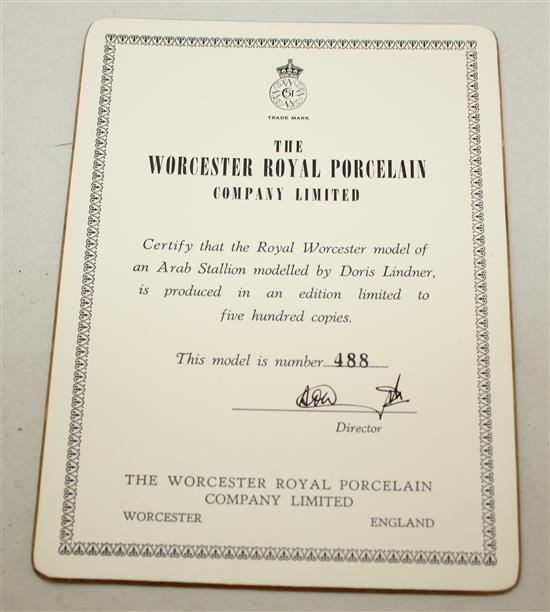 51
TRADE MARK
THE
WORCESTER ROYAL PORCELAIN
COMPANY LIMITED
Certify that the Royal Worcester model of
an Arab Stallion modelled by Doris Lindner,
is produced in an edition limited to
five hundred copies.
This model is number 488
Director
THE WORCESTER ROYAL PORCELAIN
COMPANY LIMITED
WORCESTER ENGLAND